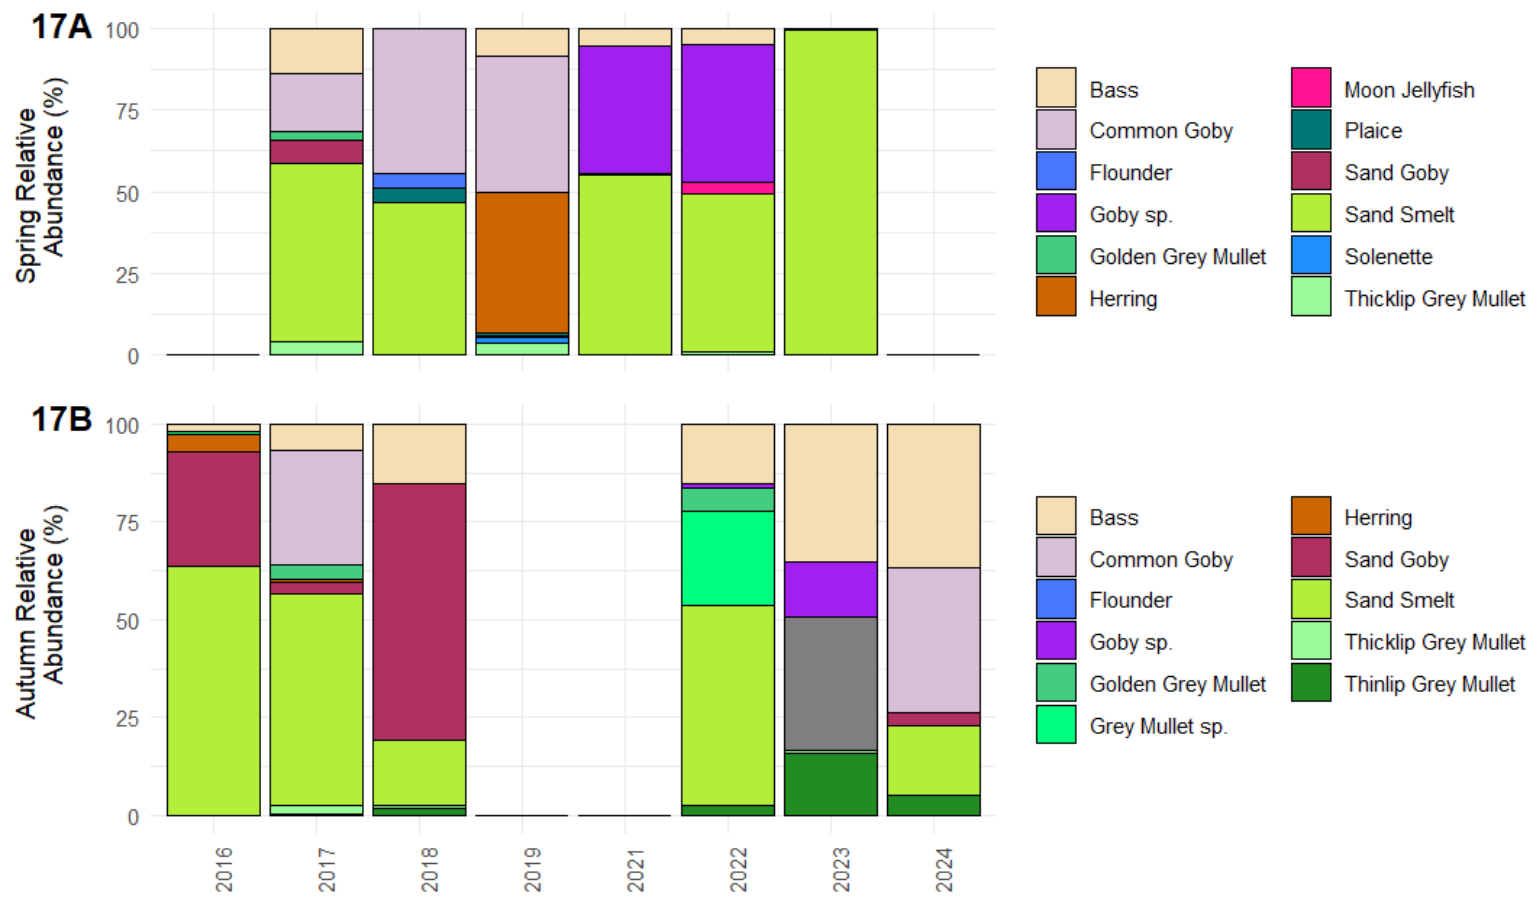 17A
Spring Relative
Abundance (%)
100
75
50
25
0
Bass
Common Goby
Flounder
Goby sp.
Golden Grey Mullet
Herring
Moon Jellyfish
Plaice
Sand Goby
Sand Smelt
Solenette
Thicklip Grey Mullet
17B
Autumn Relative
Abundance (%)
100
75
50
25
0
2016
2017
2018
2019
2021
2022
2023
2024
Bass
Common Goby
Flounder
Goby sp.
Golden Grey Mullet
Grey Mullet sp.
Herring
Sand Goby
Sand Smelt
Thicklip Grey Mullet
Thinlip Grey Mullet